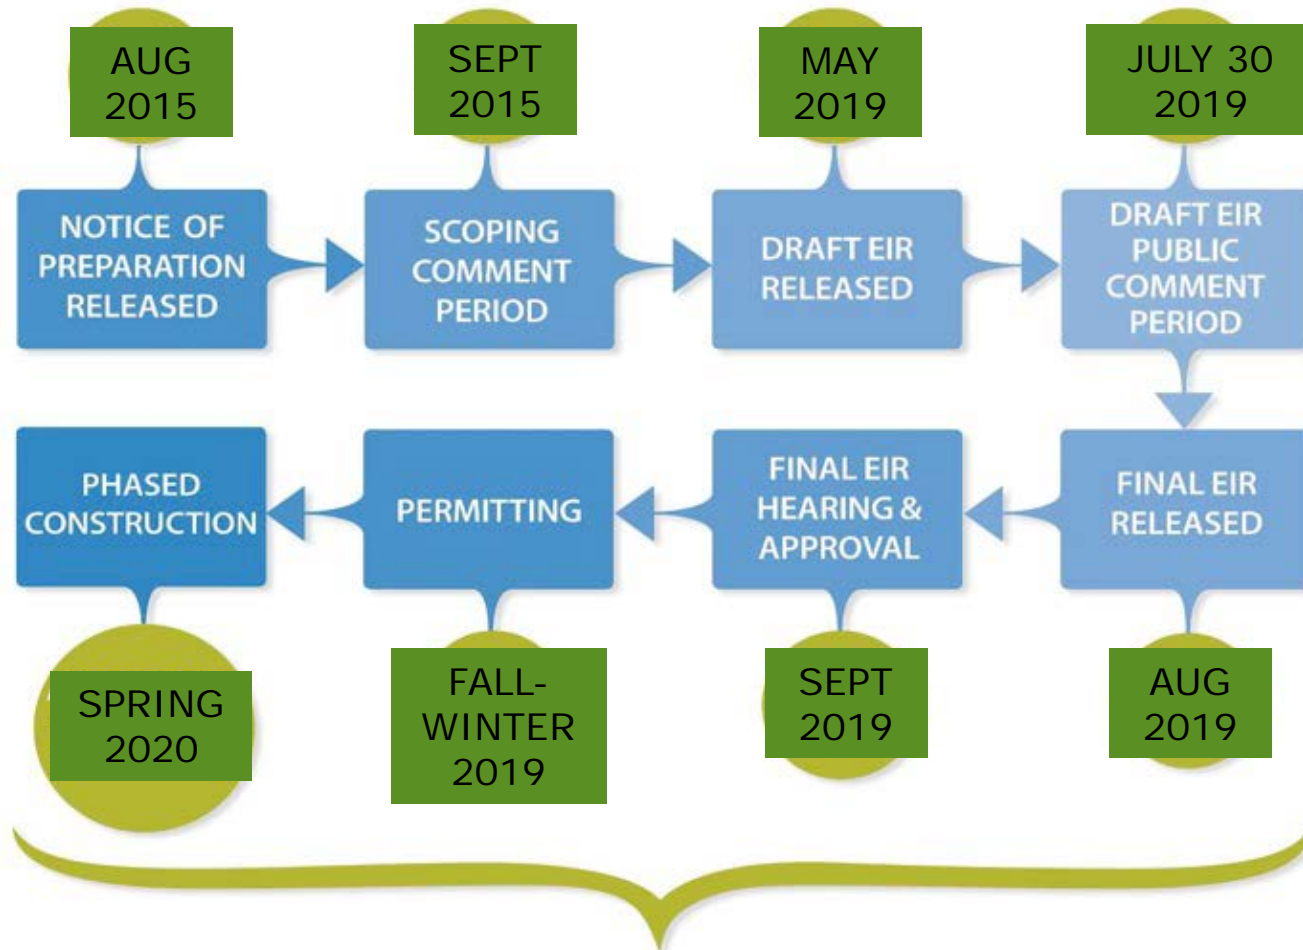 AUG
2015
SEPT
2015
MAY
2019
JULY 30
2019
NOTICE OF
PREPARATION
RELEASED
SCOPING
COMMENT
PERIOD
DRAFT EIR
RELEASED
DRAFT EIR
PUBLIC
COMMENT
PERIOD
PHASED
CONSTRUCTION
PERMITTING
FINAL EIR
HEARING &
APPROVAL
FINAL EIR
RELEASED
SPRING
2020
FALL-
WINTER
2019
SEPT
2019
AUG
2019